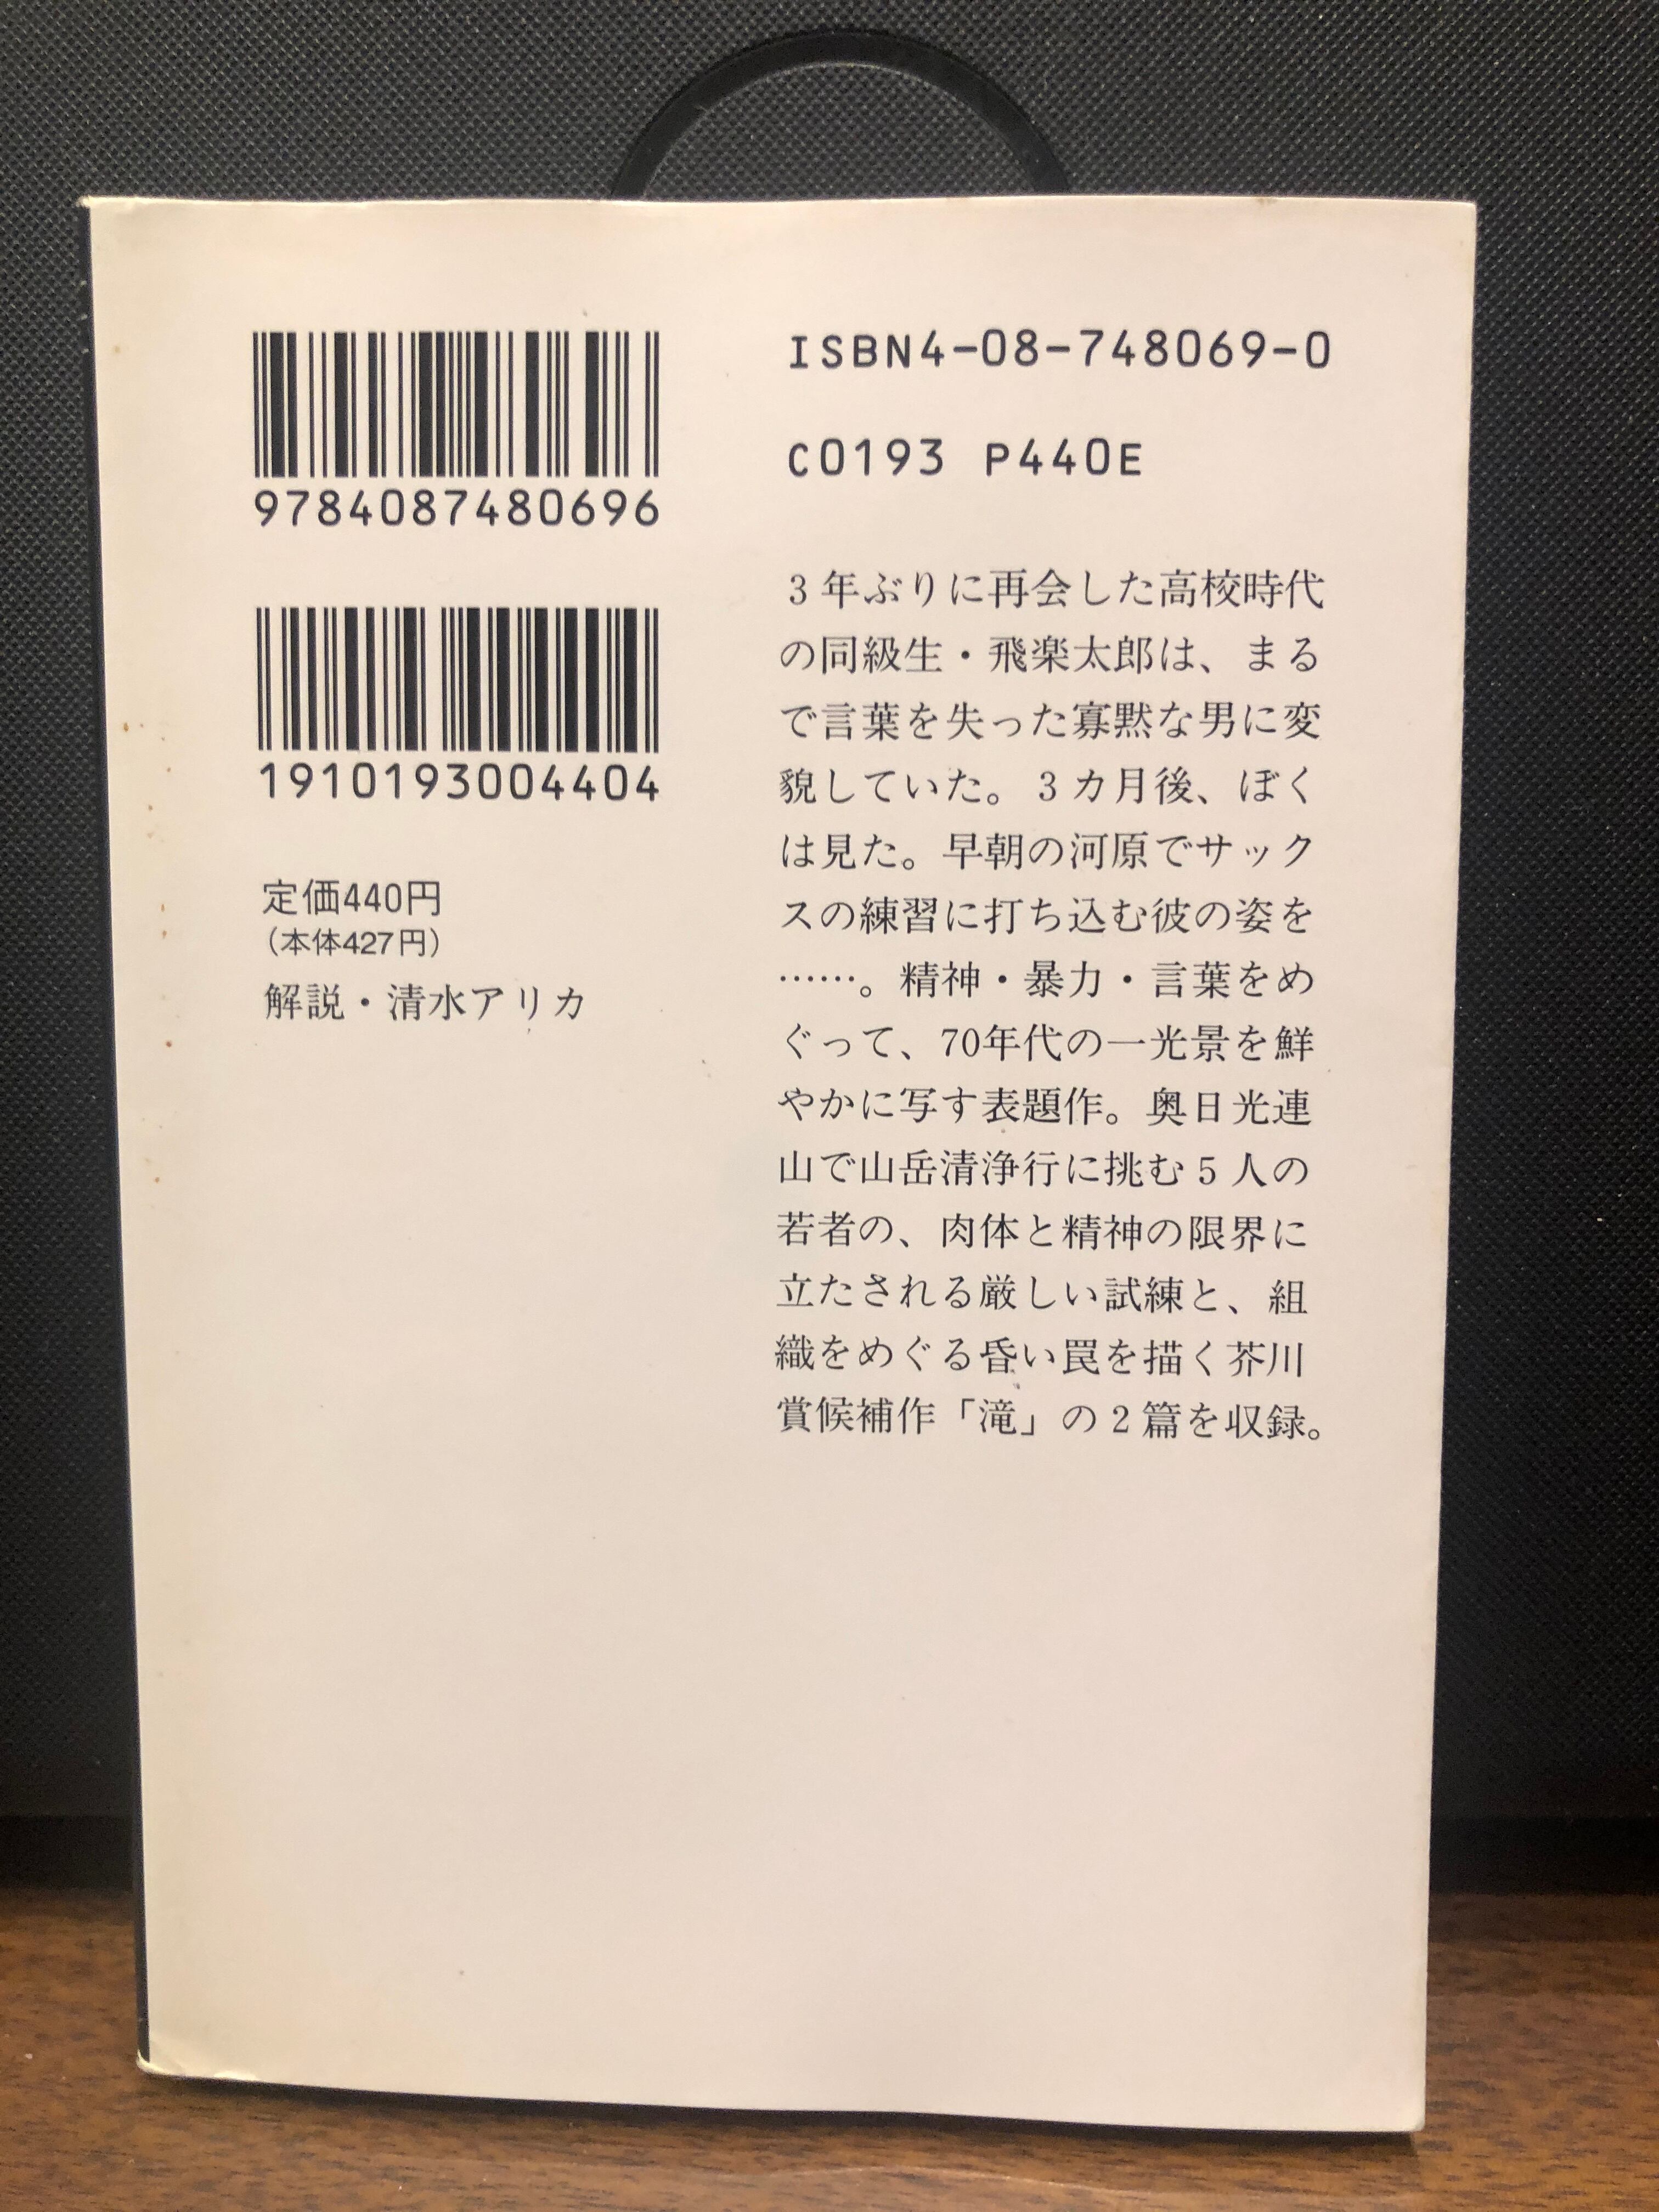 9784087480696
1910193004404
定価440円
(本体427円)
解説・清水アリカ
ISBN4-08-748069-0
C0193 P440E
3年ぶりに再会した高校時代
の同級生・飛楽太郎は、まる
で言葉を失った寡黙な男に変
貌していた。3カ月後、ぼく
は見た。早朝の河原でサック
スの練習に打ち込む彼の姿を
……。精神・暴力・言葉をめ
ぐって、70年代の一光景を鮮
やかに写す表題作。奥日光連
山で山岳清浄行に挑む5人の
若者の、肉体と精神の限界に
立たされる厳しい試練と、組
織をめぐる昏い罠を描く芥川
賞候補作「滝」の2篇を収録。